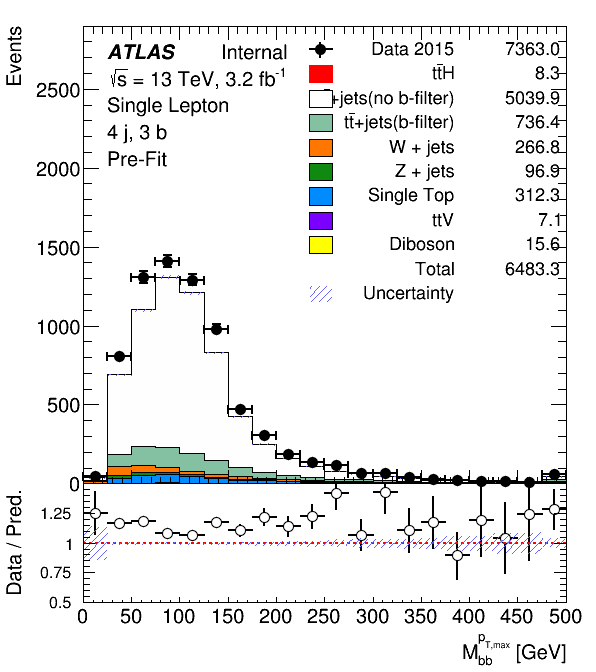 Events
ATLAS Internal
√s = 13 TeV, 3.2 fb⁻¹
Single Lepton
4 j, 3 b
Pre-Fit
Data 2015 7363.0
tt̄H 8.3
+jets(no b-filter) 5039.9
tt̄+jets(b-filter) 736.4
W + jets 266.8
Z + jets 96.9
Single Top 312.3
ttV 7.1
Diboson 15.6
Total 6483.3
Uncertainty
2500
2000
1500
1000
500
0
Data / Pred.
1.25
1
0.75
0.5
0 50 100 150 200 250 300 350 400 450 500
M_bb^pT,max [GeV]